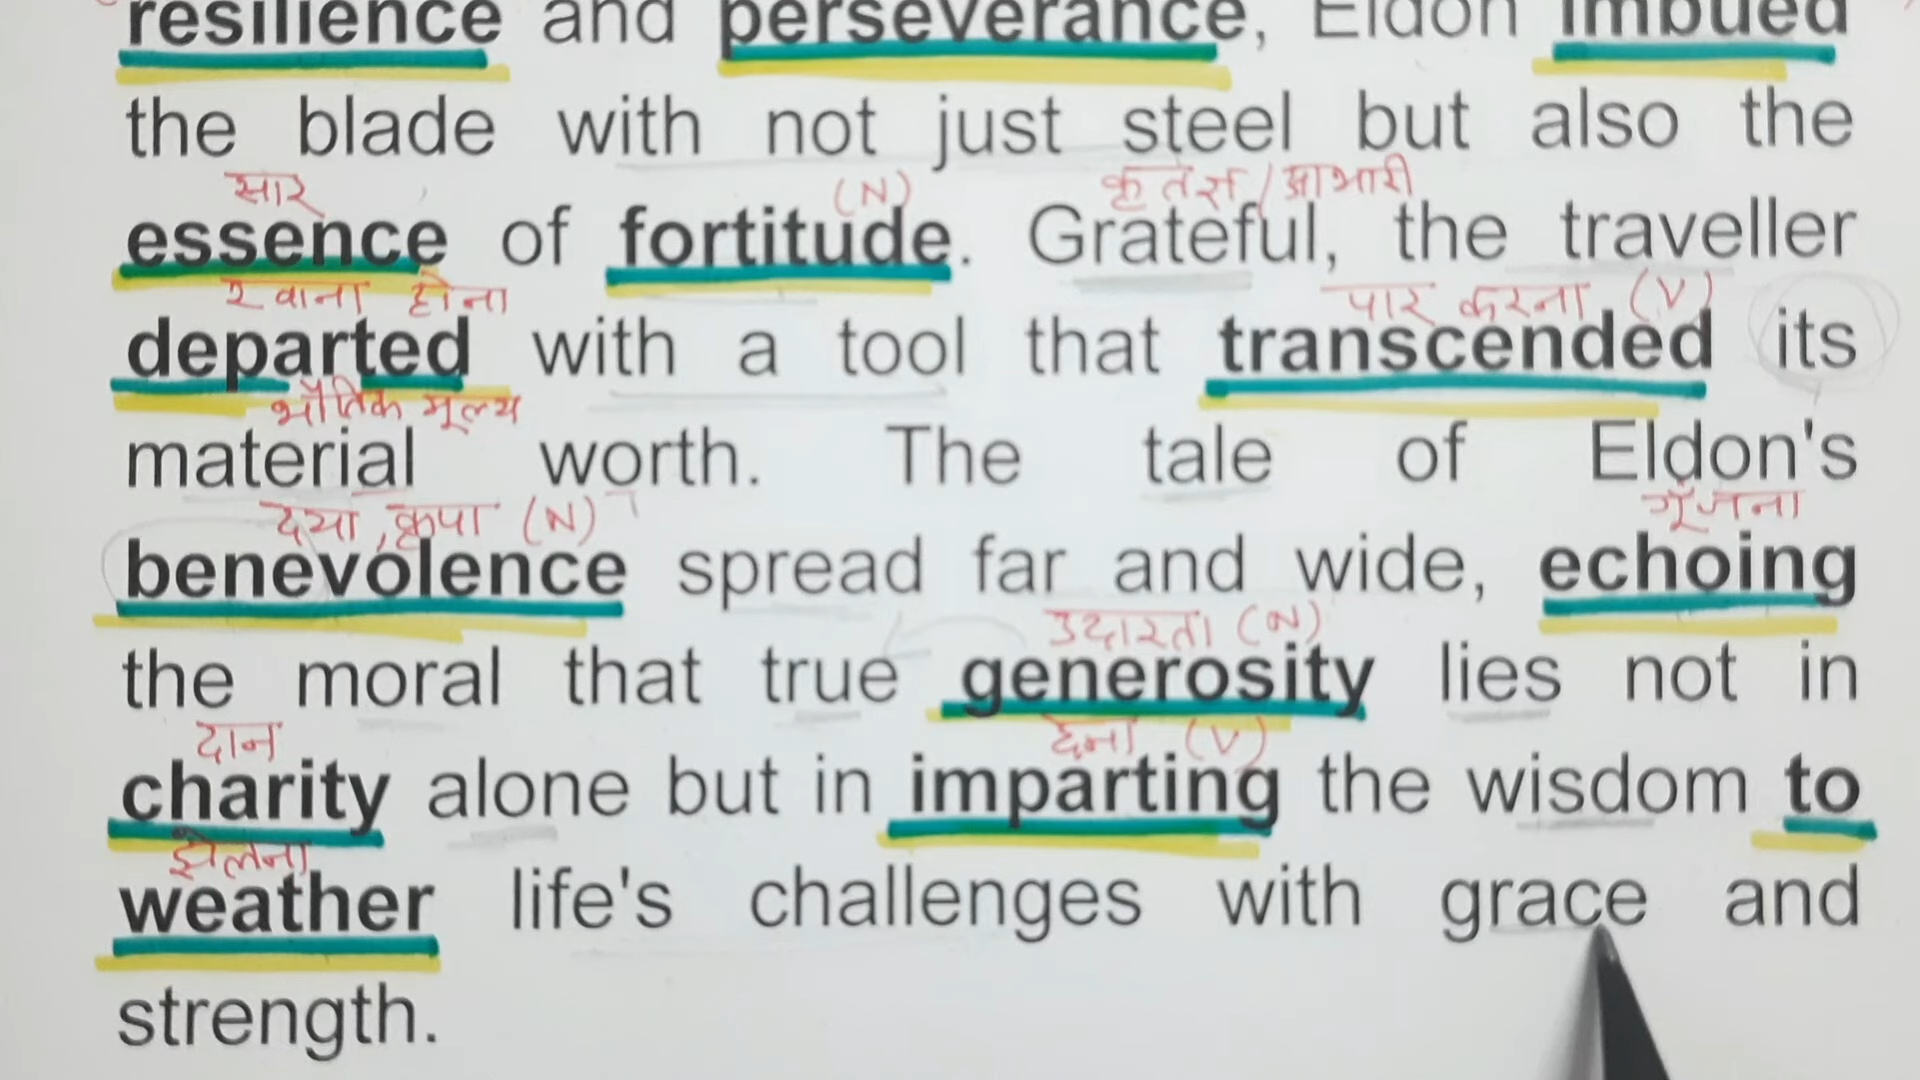 resilience and perseverance, Eldon imbued
the blade with not just steel but also the
सार (N) कृतज्ञ / आभारी
essence of fortitude. Grateful, the traveller
रवाना होना पार करना (V)
departed with a tool that transcended its
भौतिक मूल्य
material worth. The tale of Eldon's
दया, कृपा (N) गूँजना
benevolence spread far and wide, echoing
उदारता (N)
the moral that true generosity lies not in
दान देना (V)
charity alone but in imparting the wisdom to
झेलना
weather life's challenges with grace and
strength.